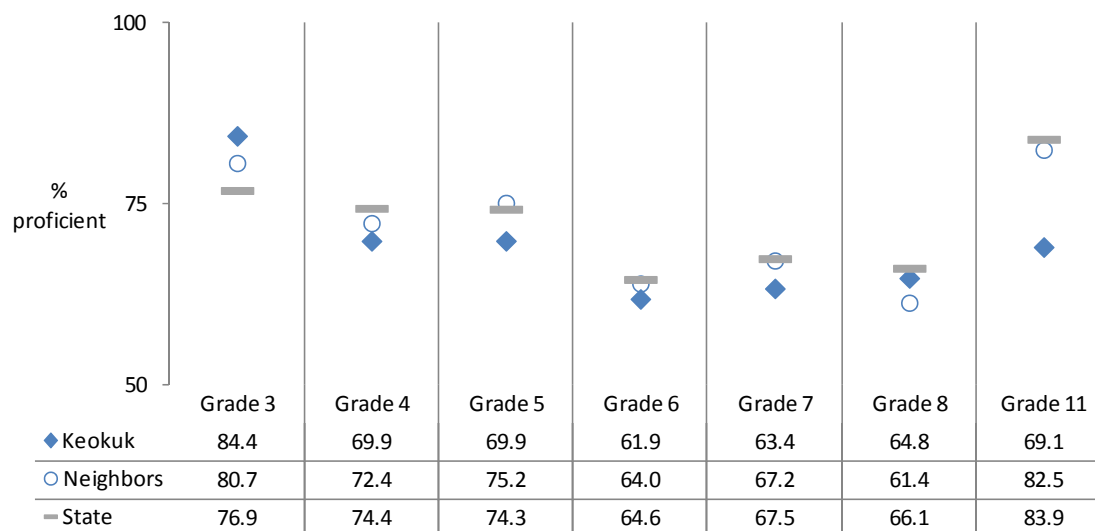 100
75
%
proficient
50
Grade 3 Grade 4 Grade 5 Grade 6 Grade 7 Grade 8 Grade 11
Keokuk 84.4 69.9 69.9 61.9 63.4 64.8 69.1
Neighbors 80.7 72.4 75.2 64.0 67.2 61.4 82.5
State 76.9 74.4 74.3 64.6 67.5 66.1 83.9